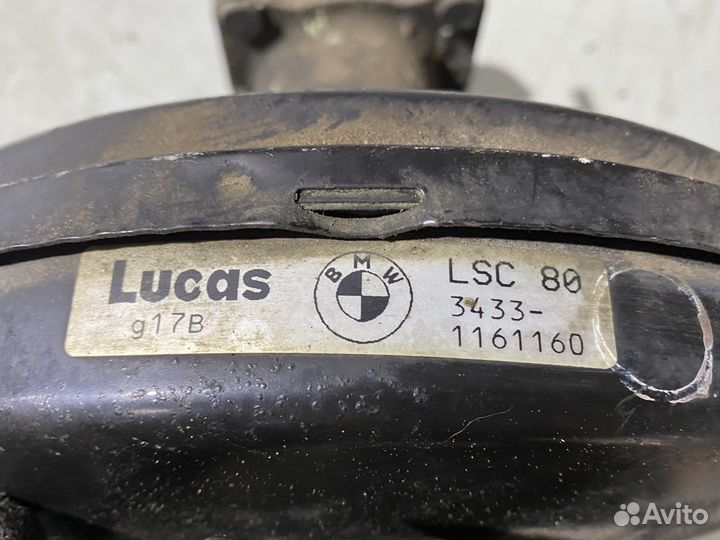 Lucas
g17B
BMW
LSC 80
3433-
1161160
Avito